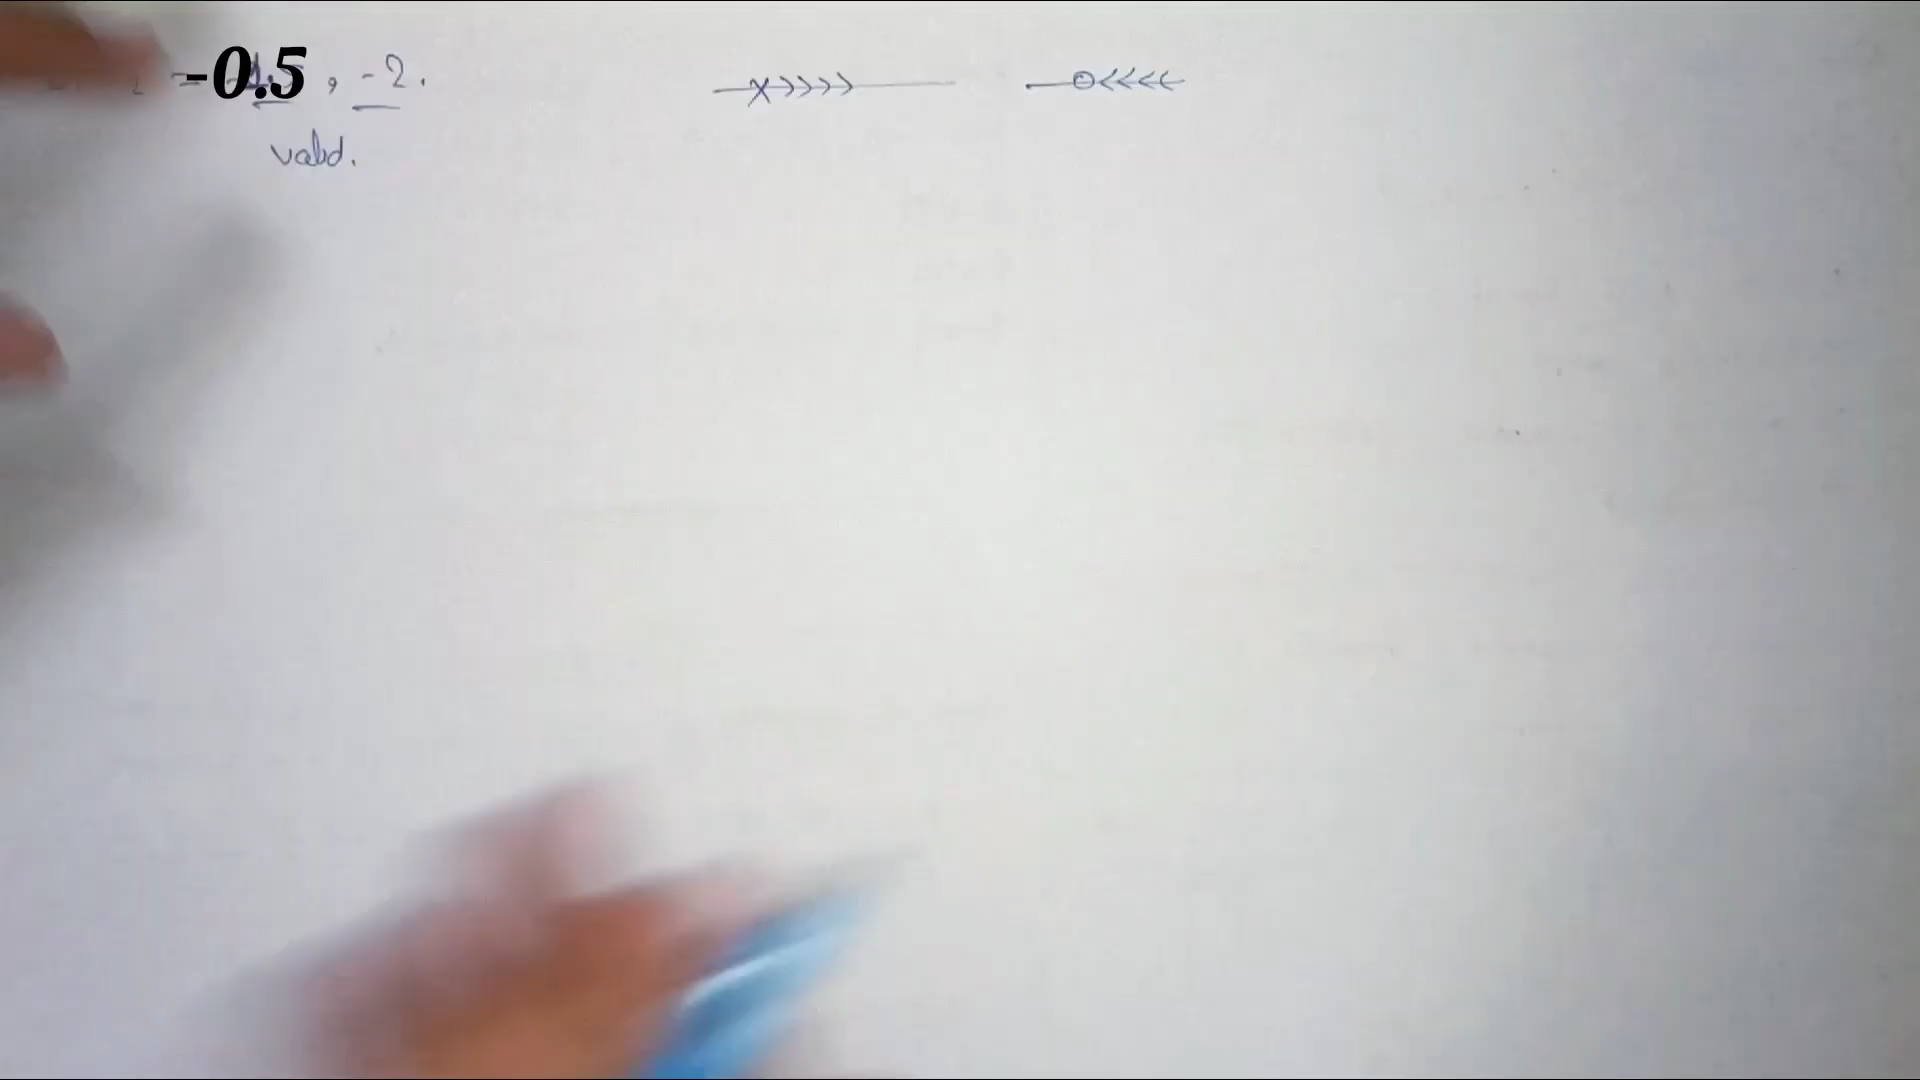 = -0.5 , -2.
valid.